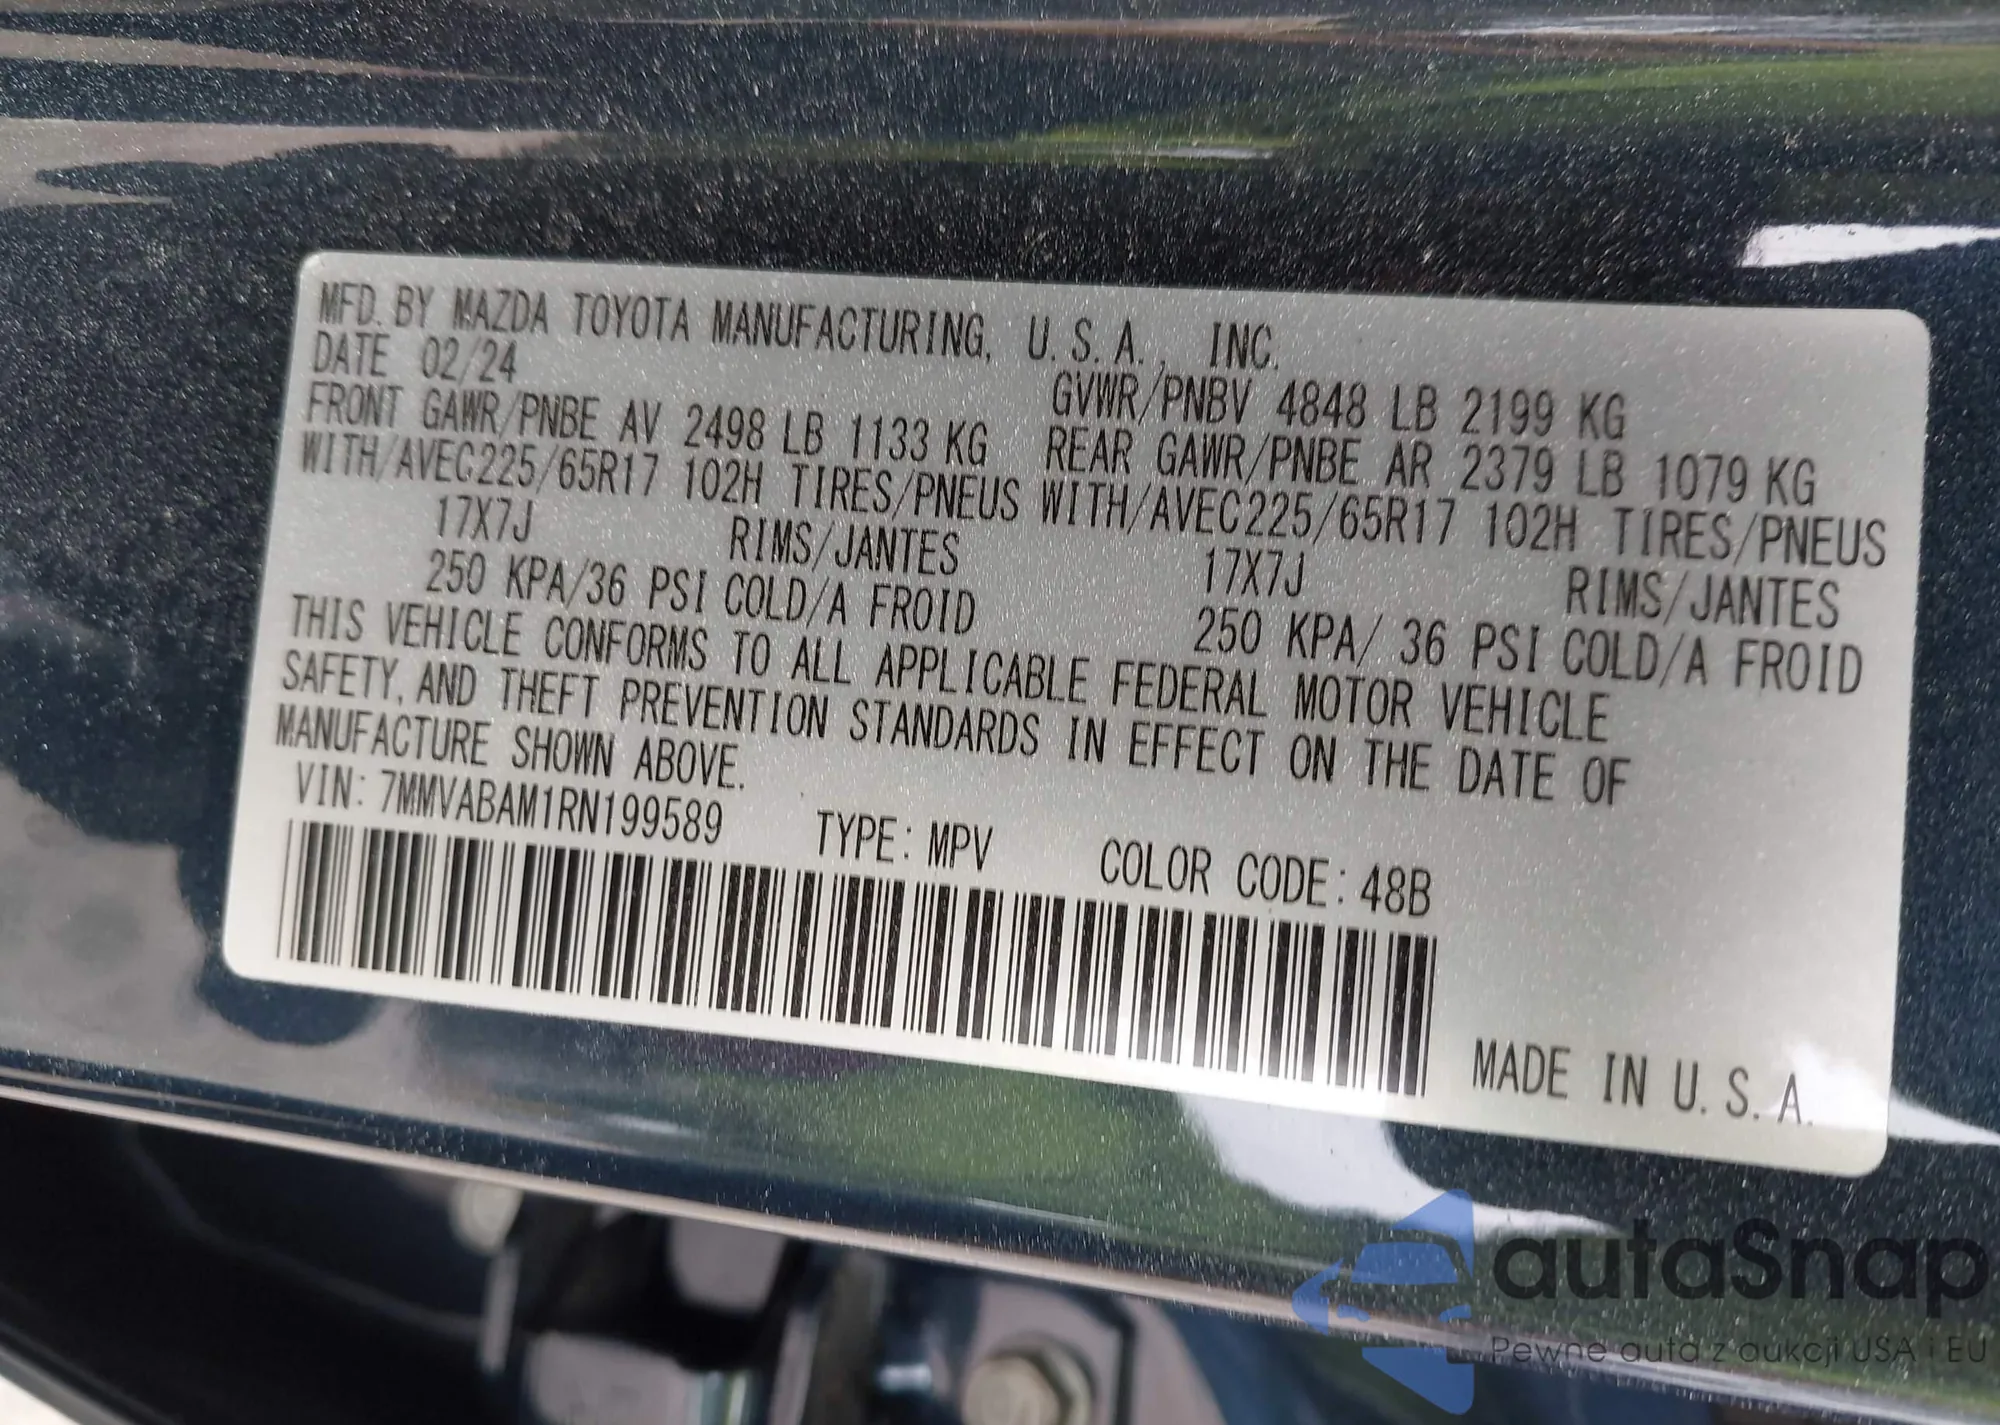 MFD. BY MAZDA TOYOTA MANUFACTURING, U.S.A., INC.
DATE 02/24 GVWR/PNBV 4848 LB 2199 KG
FRONT GAWR/PNBE AV 2498 LB 1133 KG REAR GAWR/PNBE AR 2379 LB 1079 KG
WITH/AVEC225/65R17 102H TIRES/PNEUS WITH/AVEC225/65R17 102H TIRES/PNEUS
17X7J RIMS/JANTES 17X7J RIMS/JANTES
250 KPA/36 PSI COLD/A FROID 250 KPA/ 36 PSI COLD/A FROID
THIS VEHICLE CONFORMS TO ALL APPLICABLE FEDERAL MOTOR VEHICLE
SAFETY, AND THEFT PREVENTION STANDARDS IN EFFECT ON THE DATE OF
MANUFACTURE SHOWN ABOVE.
VIN: 7MMVABAM1RN199589 TYPE: MPV COLOR CODE: 48B
MADE IN U.S.A.
autaSnap
Pewne auta z aukcji USA i EU